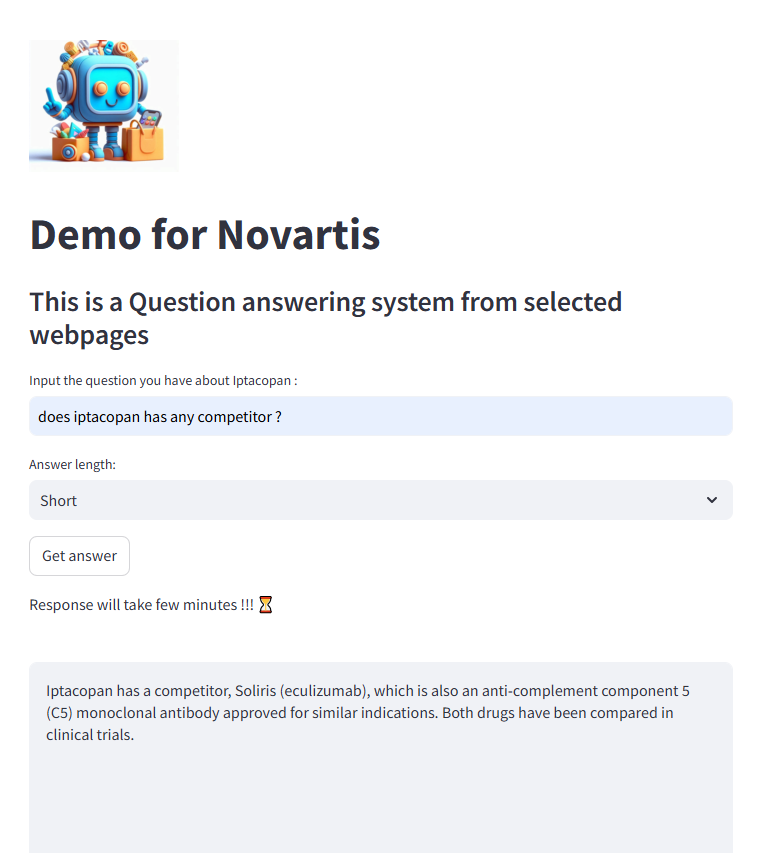 Demo for Novartis
This is a Question answering system from selected
webpages
Input the question you have about Iptacopan :
does iptacopan has any competitor ?
Answer length:
Short
Get answer
Response will take few minutes !!! ⏳
Iptacopan has a competitor, Soliris (eculizumab), which is also an anti-complement component 5
(C5) monoclonal antibody approved for similar indications. Both drugs have been compared in
clinical trials.